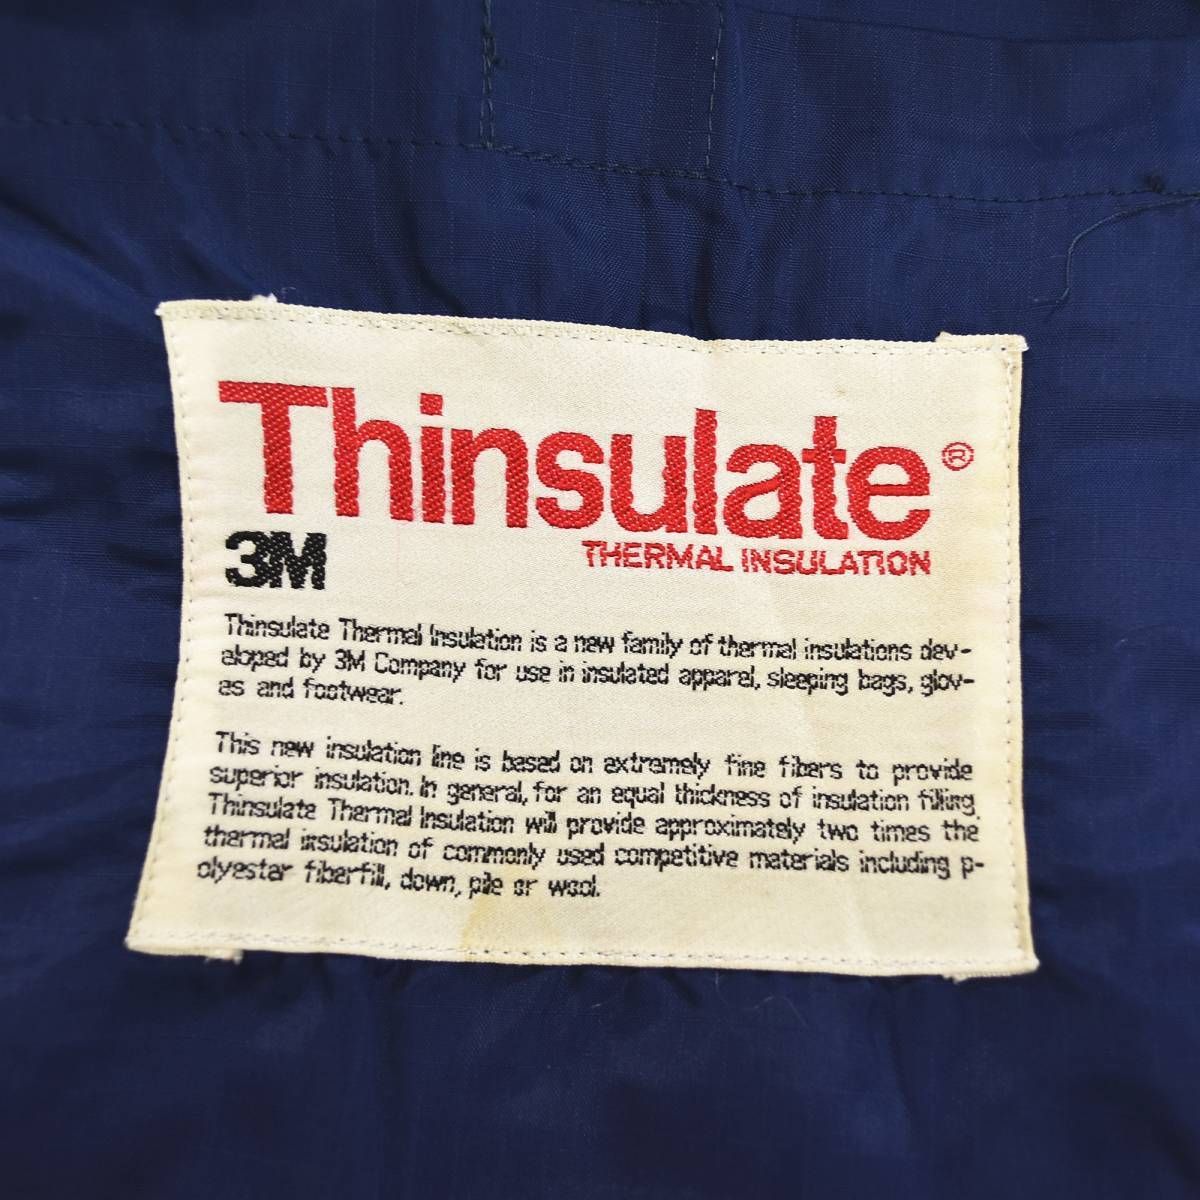 Thinsulate®
THERMAL INSULATION
3M
Thinsulate Thermal Insulation is a new family of thermal insulations dev-
eloped by 3M Company for use in insulated apparel, sleeping bags, glov-
es and footwear.
This new insulation line is based on extremely fine fibers to provide
superior insulation. In general, for an equal thickness of insulation filling.
Thinsulate Thermal Insulation will provide approximately two times the
thermal insulation of commonly used competitive materials including p-
olyester fiberfill, down, pile or wool.